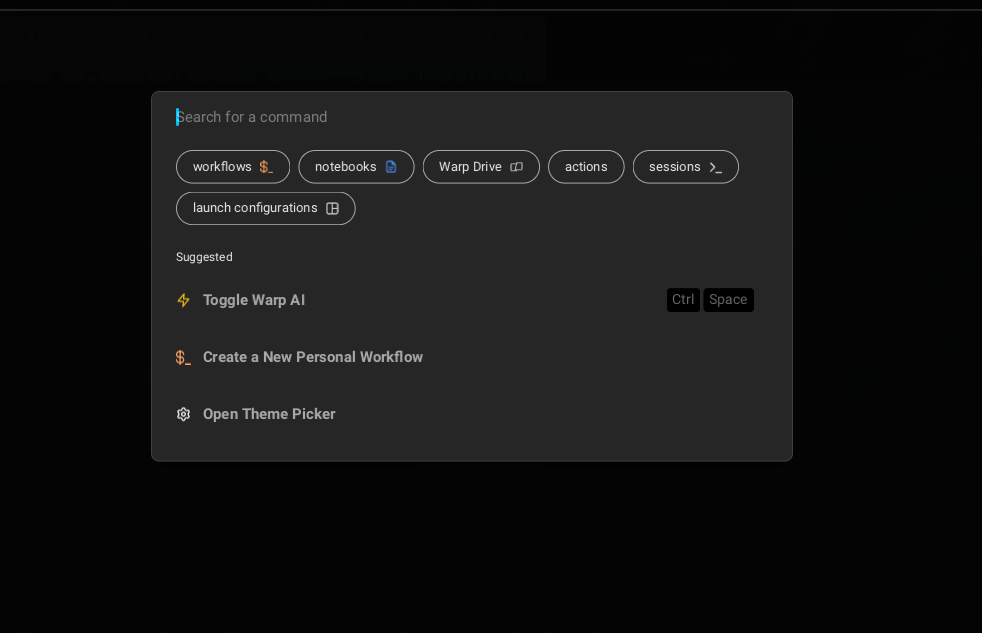 Search for a command
workflows $_ notebooks Warp Drive actions sessions >_
launch configurations
Suggested
Toggle Warp AI Ctrl Space
$_ Create a New Personal Workflow
Open Theme Picker